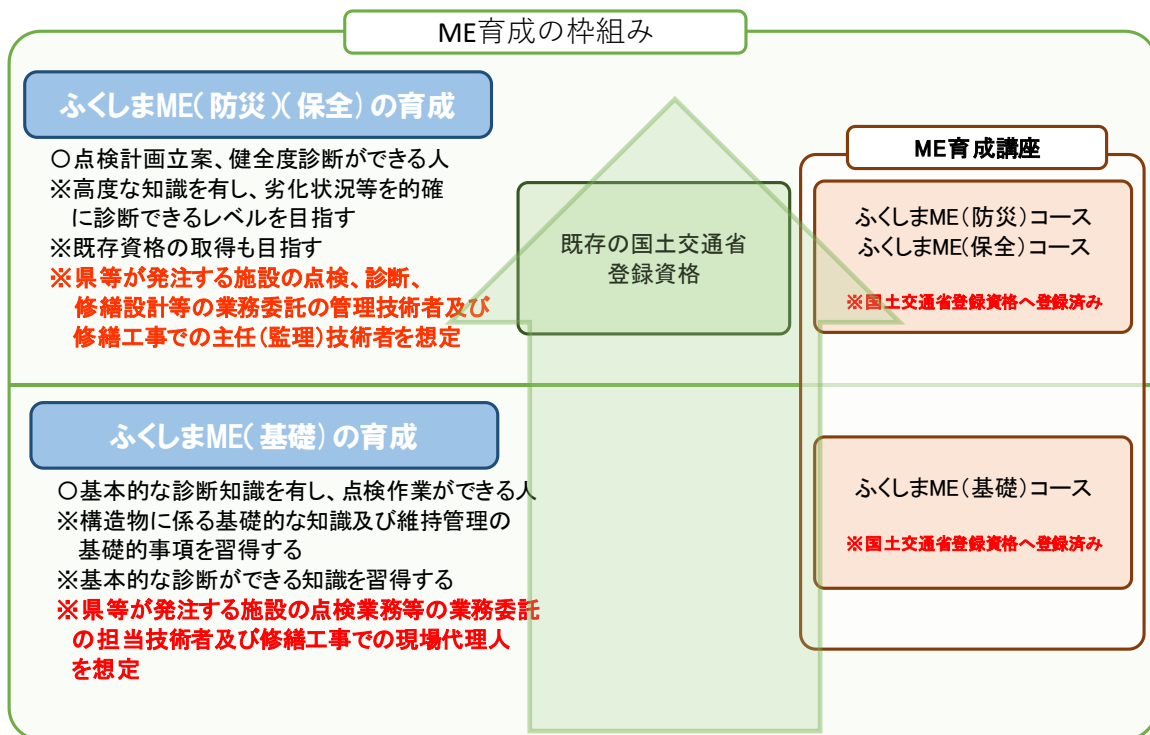 ME育成の枠組み
ふくしまME(防災)(保全)の育成
○点検計画立案、健全度診断ができる人
※高度な知識を有し、劣化状況等を的確
に診断できるレベルを目指す
※既存資格の取得も目指す
※県等が発注する施設の点検、診断、
修繕設計等の業務委託の管理技術者及び
修繕工事での主任(監理)技術者を想定
既存の国土交通省
登録資格
ME育成講座
ふくしまME(防災)コース
ふくしまME(保全)コース
※国土交通省登録資格へ登録済み
ふくしまME(基礎)の育成
○基本的な診断知識を有し、点検作業ができる人
※構造物に係る基礎的な知識及び維持管理の
基礎的事項を習得する
※基本的な診断ができる知識を習得する
※県等が発注する施設の点検業務等の業務委託
の担当技術者及び修繕工事での現場代理人
を想定
ふくしまME(基礎)コース
※国土交通省登録資格へ登録済み